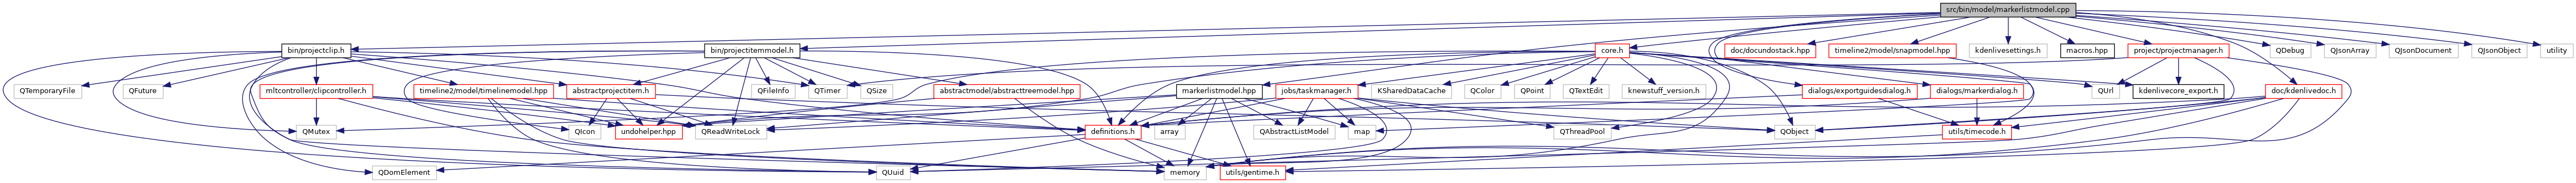 src/bin/model/markerlistmodel.cpp
bin/projectclip.h
bin/projectitemmodel.h
core.h
doc/docundostack.hpp
timeline2/model/snapmodel.hpp
kdenlivesettings.h
macros.hpp
project/projectmanager.h
QDebug
QJsonArray
QJsonDocument
QJsonObject
utility
QTemporaryFile
QFuture
mltcontroller/clipcontroller.h
timeline2/model/timelinemodel.hpp
abstractprojectitem.h
QFileInfo
QTimer
QSize
abstractmodel/abstracttreemodel.hpp
markerlistmodel.hpp
jobs/taskmanager.h
KSharedDataCache
QColor
QPoint
QTextEdit
knewstuff_version.h
dialogs/exportguidesdialog.h
dialogs/markerdialog.h
QUrl
kdenlivecore_export.h
doc/kdenlivedoc.h
QMutex
QIcon
undohelper.hpp
QReadWriteLock
definitions.h
array
QAbstractListModel
map
QThreadPool
QObject
utils/timecode.h
QDomElement
QUuid
memory
utils/gentime.h